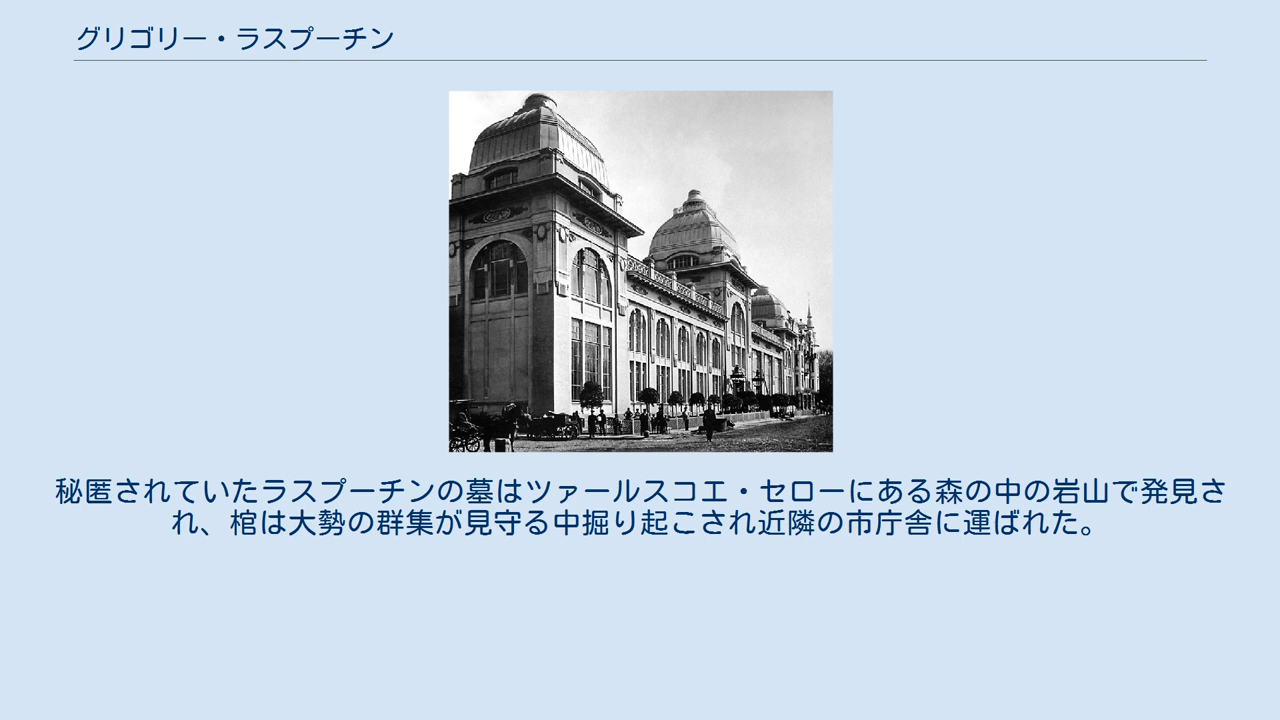 グリゴリー・ラスプーチン
秘匿されていたラスプーチンの墓はツァールスコエ・セローにある森の中の岩山で発見さ
れ、棺は大勢の群集が見守る中掘り起こされ近隣の市庁舎に運ばれた。